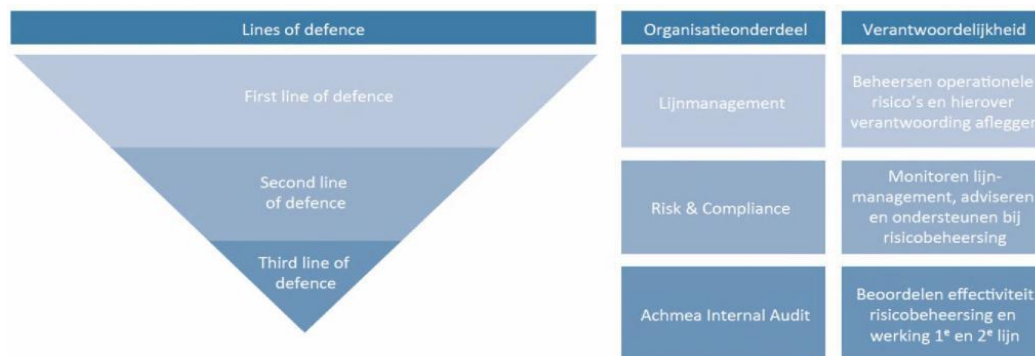 Lines of defence
Organisatieonderdeel
Verantwoordelijkheid
First line of defence
Lijnmanagement
Beheersen operationele
risico's en hierover
verantwoording afleggen
Second line
of defence
Risk & Compliance
Monitoren lijn-
management, adviseren
en ondersteunen bij
risicobeheersing
Third line of
defence
Achmea Internal Audit
Beoordelen effectiviteit
risicobeheersing en
werking 1ᵉ en 2ᵉ lijn